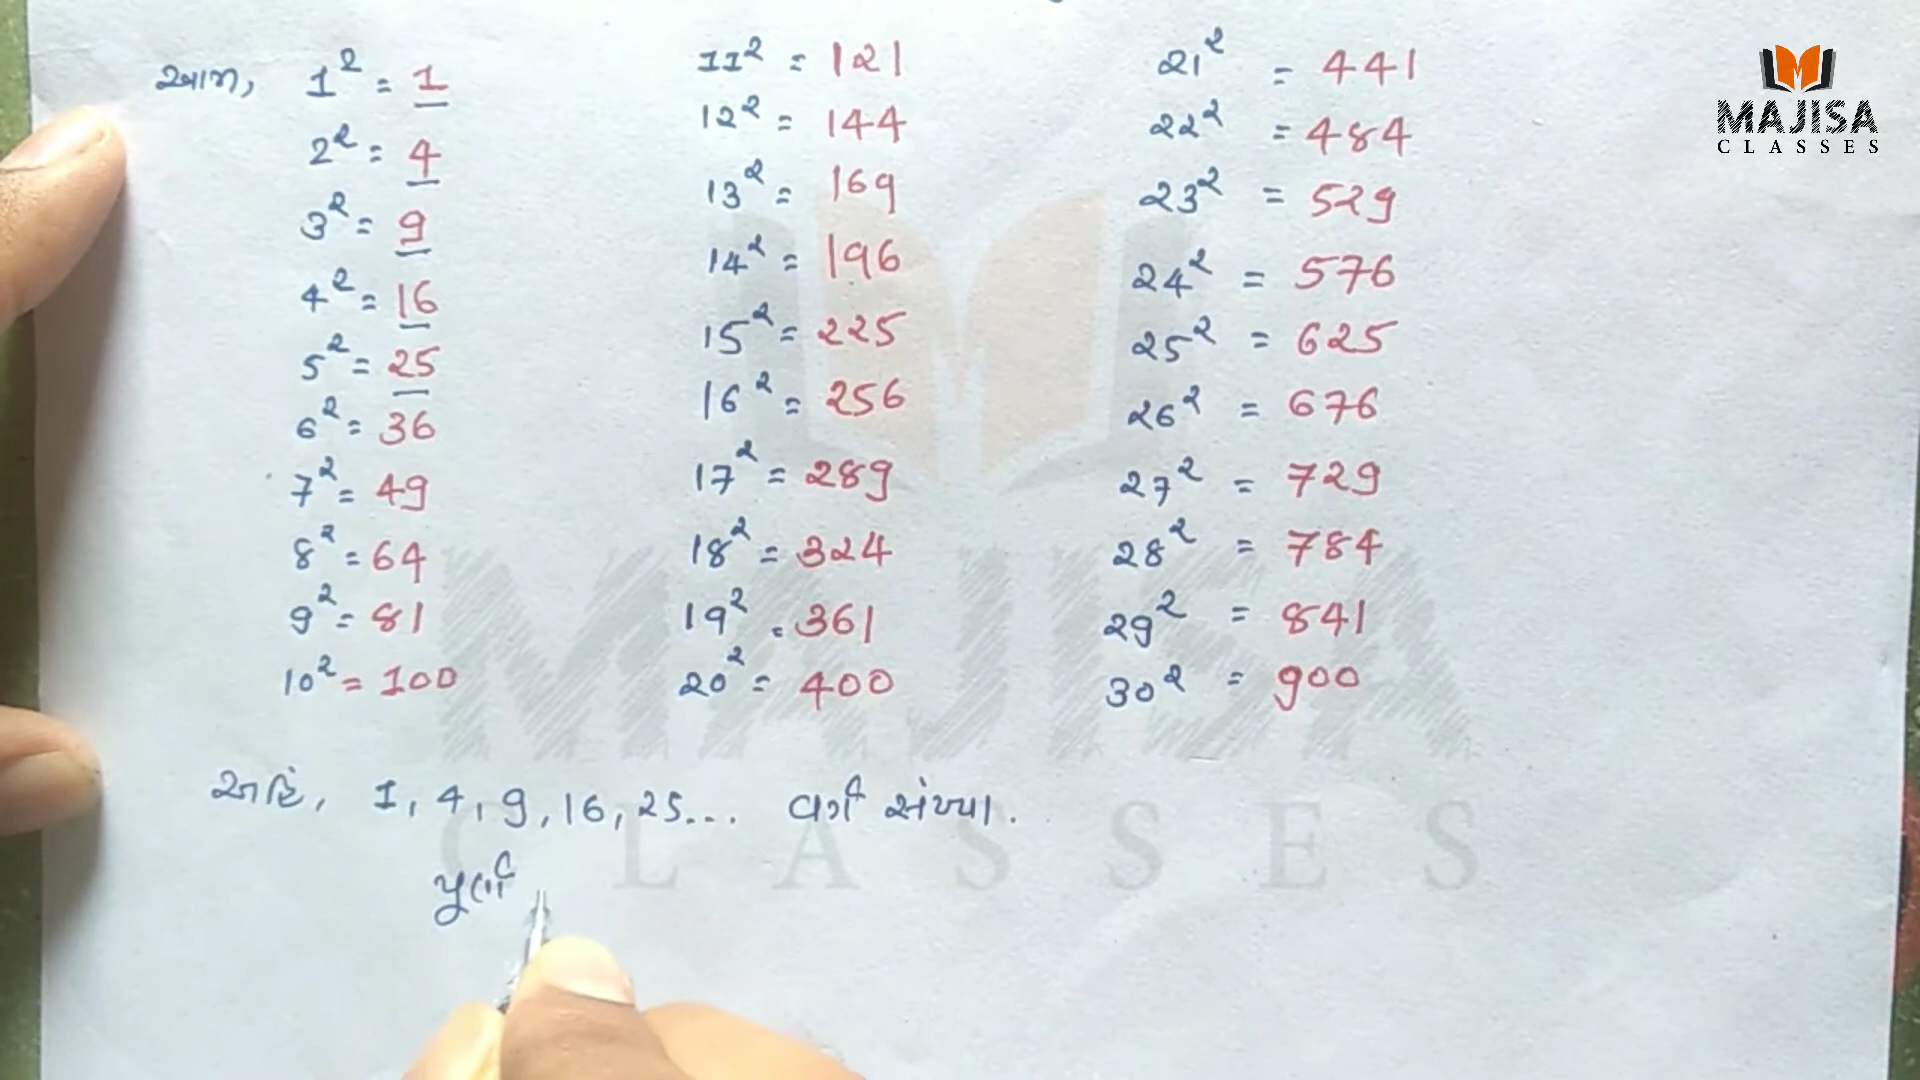 આમ, 1² = 1
2² = 4
3² = 9
4² = 16
5² = 25
6² = 36
7² = 49
8² = 64
9² = 81
10² = 100
11² = 121
12² = 144
13² = 169
14² = 196
15² = 225
16² = 256
17² = 289
18² = 324
19² = 361
20² = 400
21² = 441
22² = 484
23² = 529
24² = 576
25² = 625
26² = 676
27² = 729
28² = 784
29² = 841
30² = 900
અહિં, 1, 4, 9, 16, 25... વર્ગ સંખ્યા.
પૂર્ણ
MAJISA
CLASSES
MAJISA
CLASSES